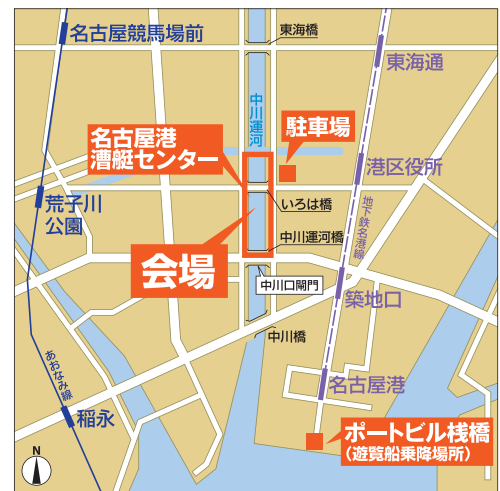 名古屋競馬場前
東海橋
東海通
中川運河
名古屋港
漕艇センター
駐車場
港区役所
荒子川
公園
いろは橋
地下鉄名港線
中川運河橋
会場
中川口閘門
築地口
中川橋
あおなみ線
名古屋港
稲永
ポートビル桟橋
(遊覧船乗降場所)
N